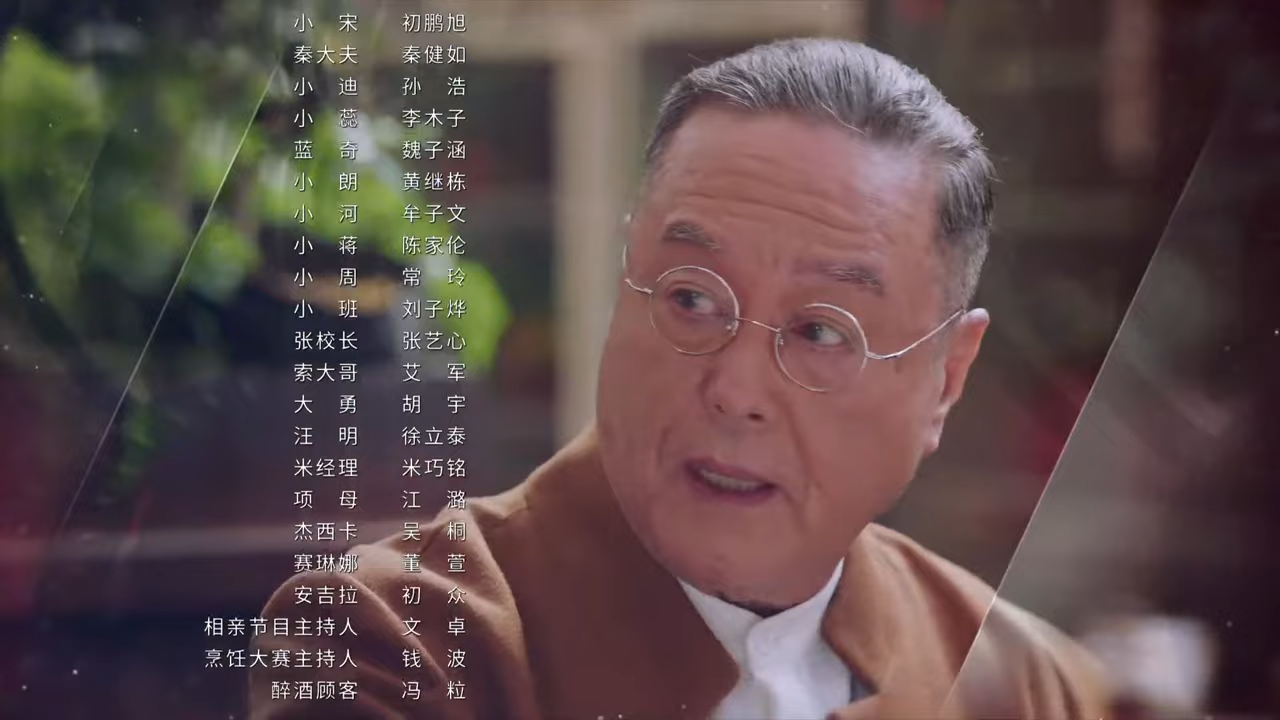 小宋 初鹏旭
秦大夫 秦健如
小迪 孙浩
小蕊 李木子
蓝奇 魏子涵
小朗 黄继栋
小河 牟子文
小蒋 陈家伦
小周 常玲
小班 刘子烨
张校长 张艺心
索大哥 艾军
大勇 胡宇
汪明 徐立泰
米经理 米巧铭
项母 江潞
杰西卡 吴桐
赛琳娜 董萱
安吉拉 初众
相亲节目主持人 文卓
烹饪大赛主持人 钱波
醉酒顾客 冯粒